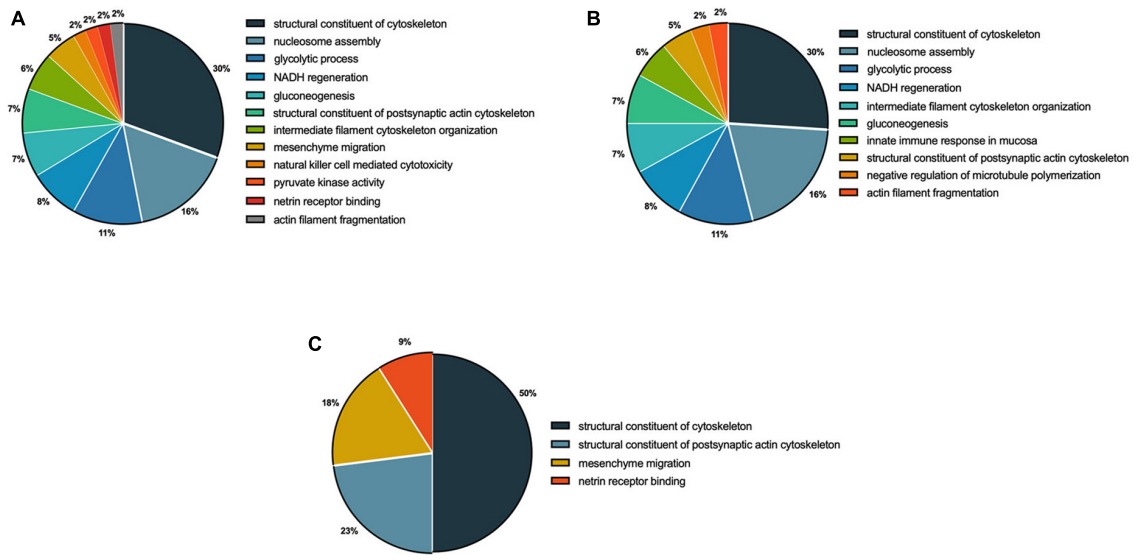 A
2%
2%
2%
2%
5%
6%
7%
7%
8%
11%
16%
30%
structural constituent of cytoskeleton
nucleosome assembly
glycolytic process
NADH regeneration
gluconeogenesis
structural constituent of postsynaptic actin cytoskeleton
intermediate filament cytoskeleton organization
mesenchyme migration
natural killer cell mediated cytotoxicity
pyruvate kinase activity
netrin receptor binding
actin filament fragmentation
B
2%
2%
5%
6%
7%
7%
8%
11%
16%
30%
structural constituent of cytoskeleton
nucleosome assembly
glycolytic process
NADH regeneration
intermediate filament cytoskeleton organization
gluconeogenesis
innate immune response in mucosa
structural constituent of postsynaptic actin cytoskeleton
negative regulation of microtubule polymerization
actin filament fragmentation
C
9%
18%
23%
50%
structural constituent of cytoskeleton
structural constituent of postsynaptic actin cytoskeleton
mesenchyme migration
netrin receptor binding